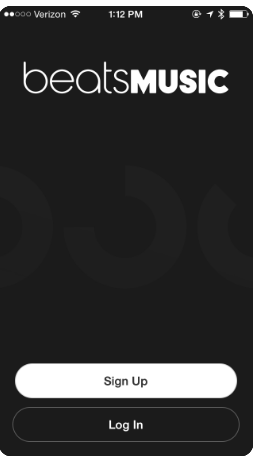 Verizon 1:12 PM
beatsMUSIC
Sign Up
Log In